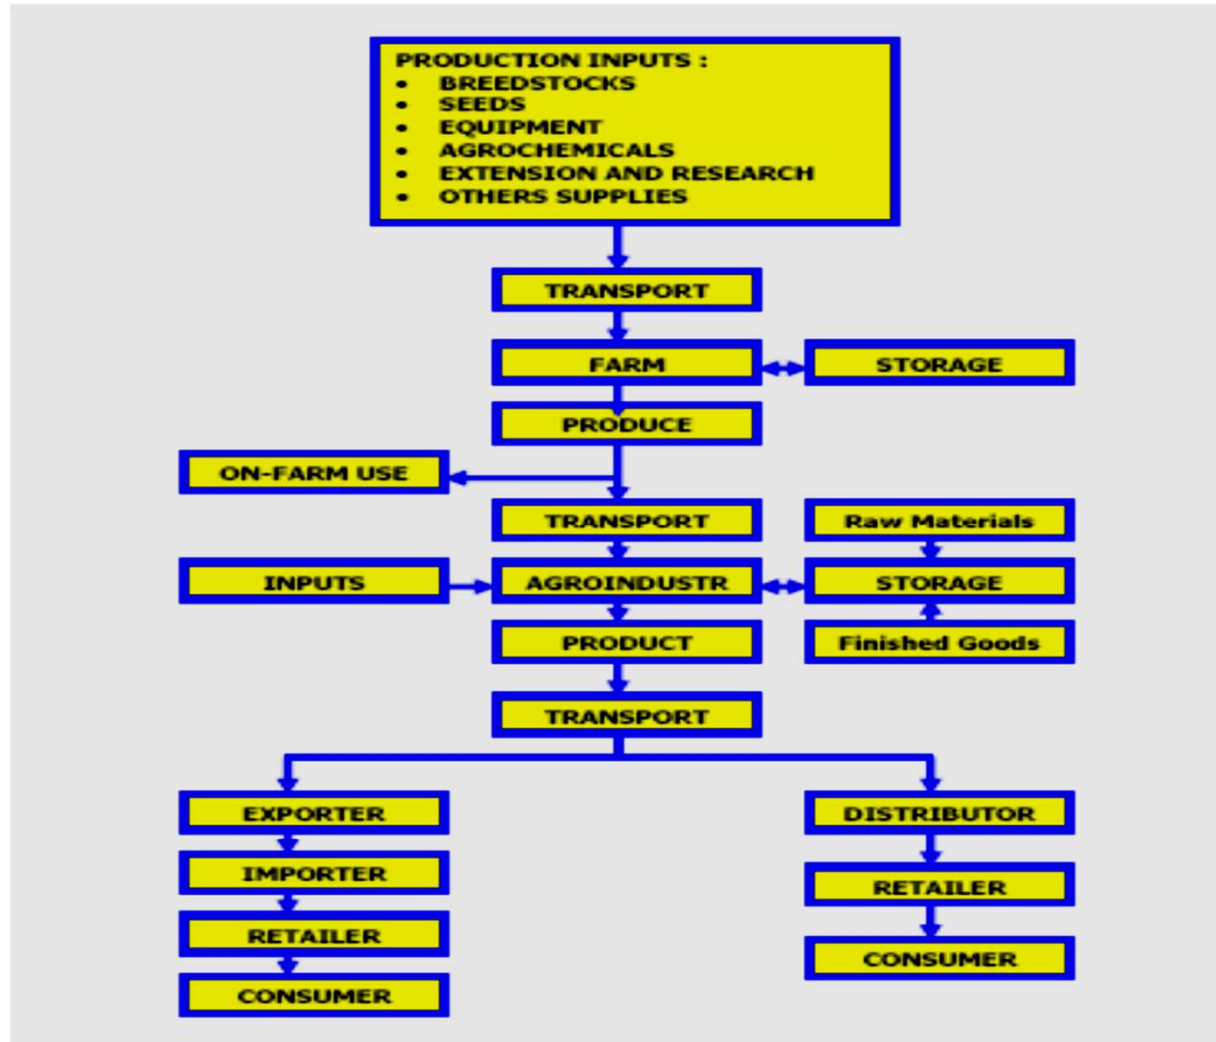 PRODUCTION INPUTS :
• BREEDSTOCKS
• SEEDS
• EQUIPMENT
• AGROCHEMICALS
• EXTENSION AND RESEARCH
• OTHERS SUPPLIES
TRANSPORT
FARM
STORAGE
PRODUCE
ON-FARM USE
TRANSPORT
Raw Materials
INPUTS
AGROINDUSTR
STORAGE
PRODUCT
Finished Goods
TRANSPORT
EXPORTER
DISTRIBUTOR
IMPORTER
RETAILER
RETAILER
CONSUMER
CONSUMER